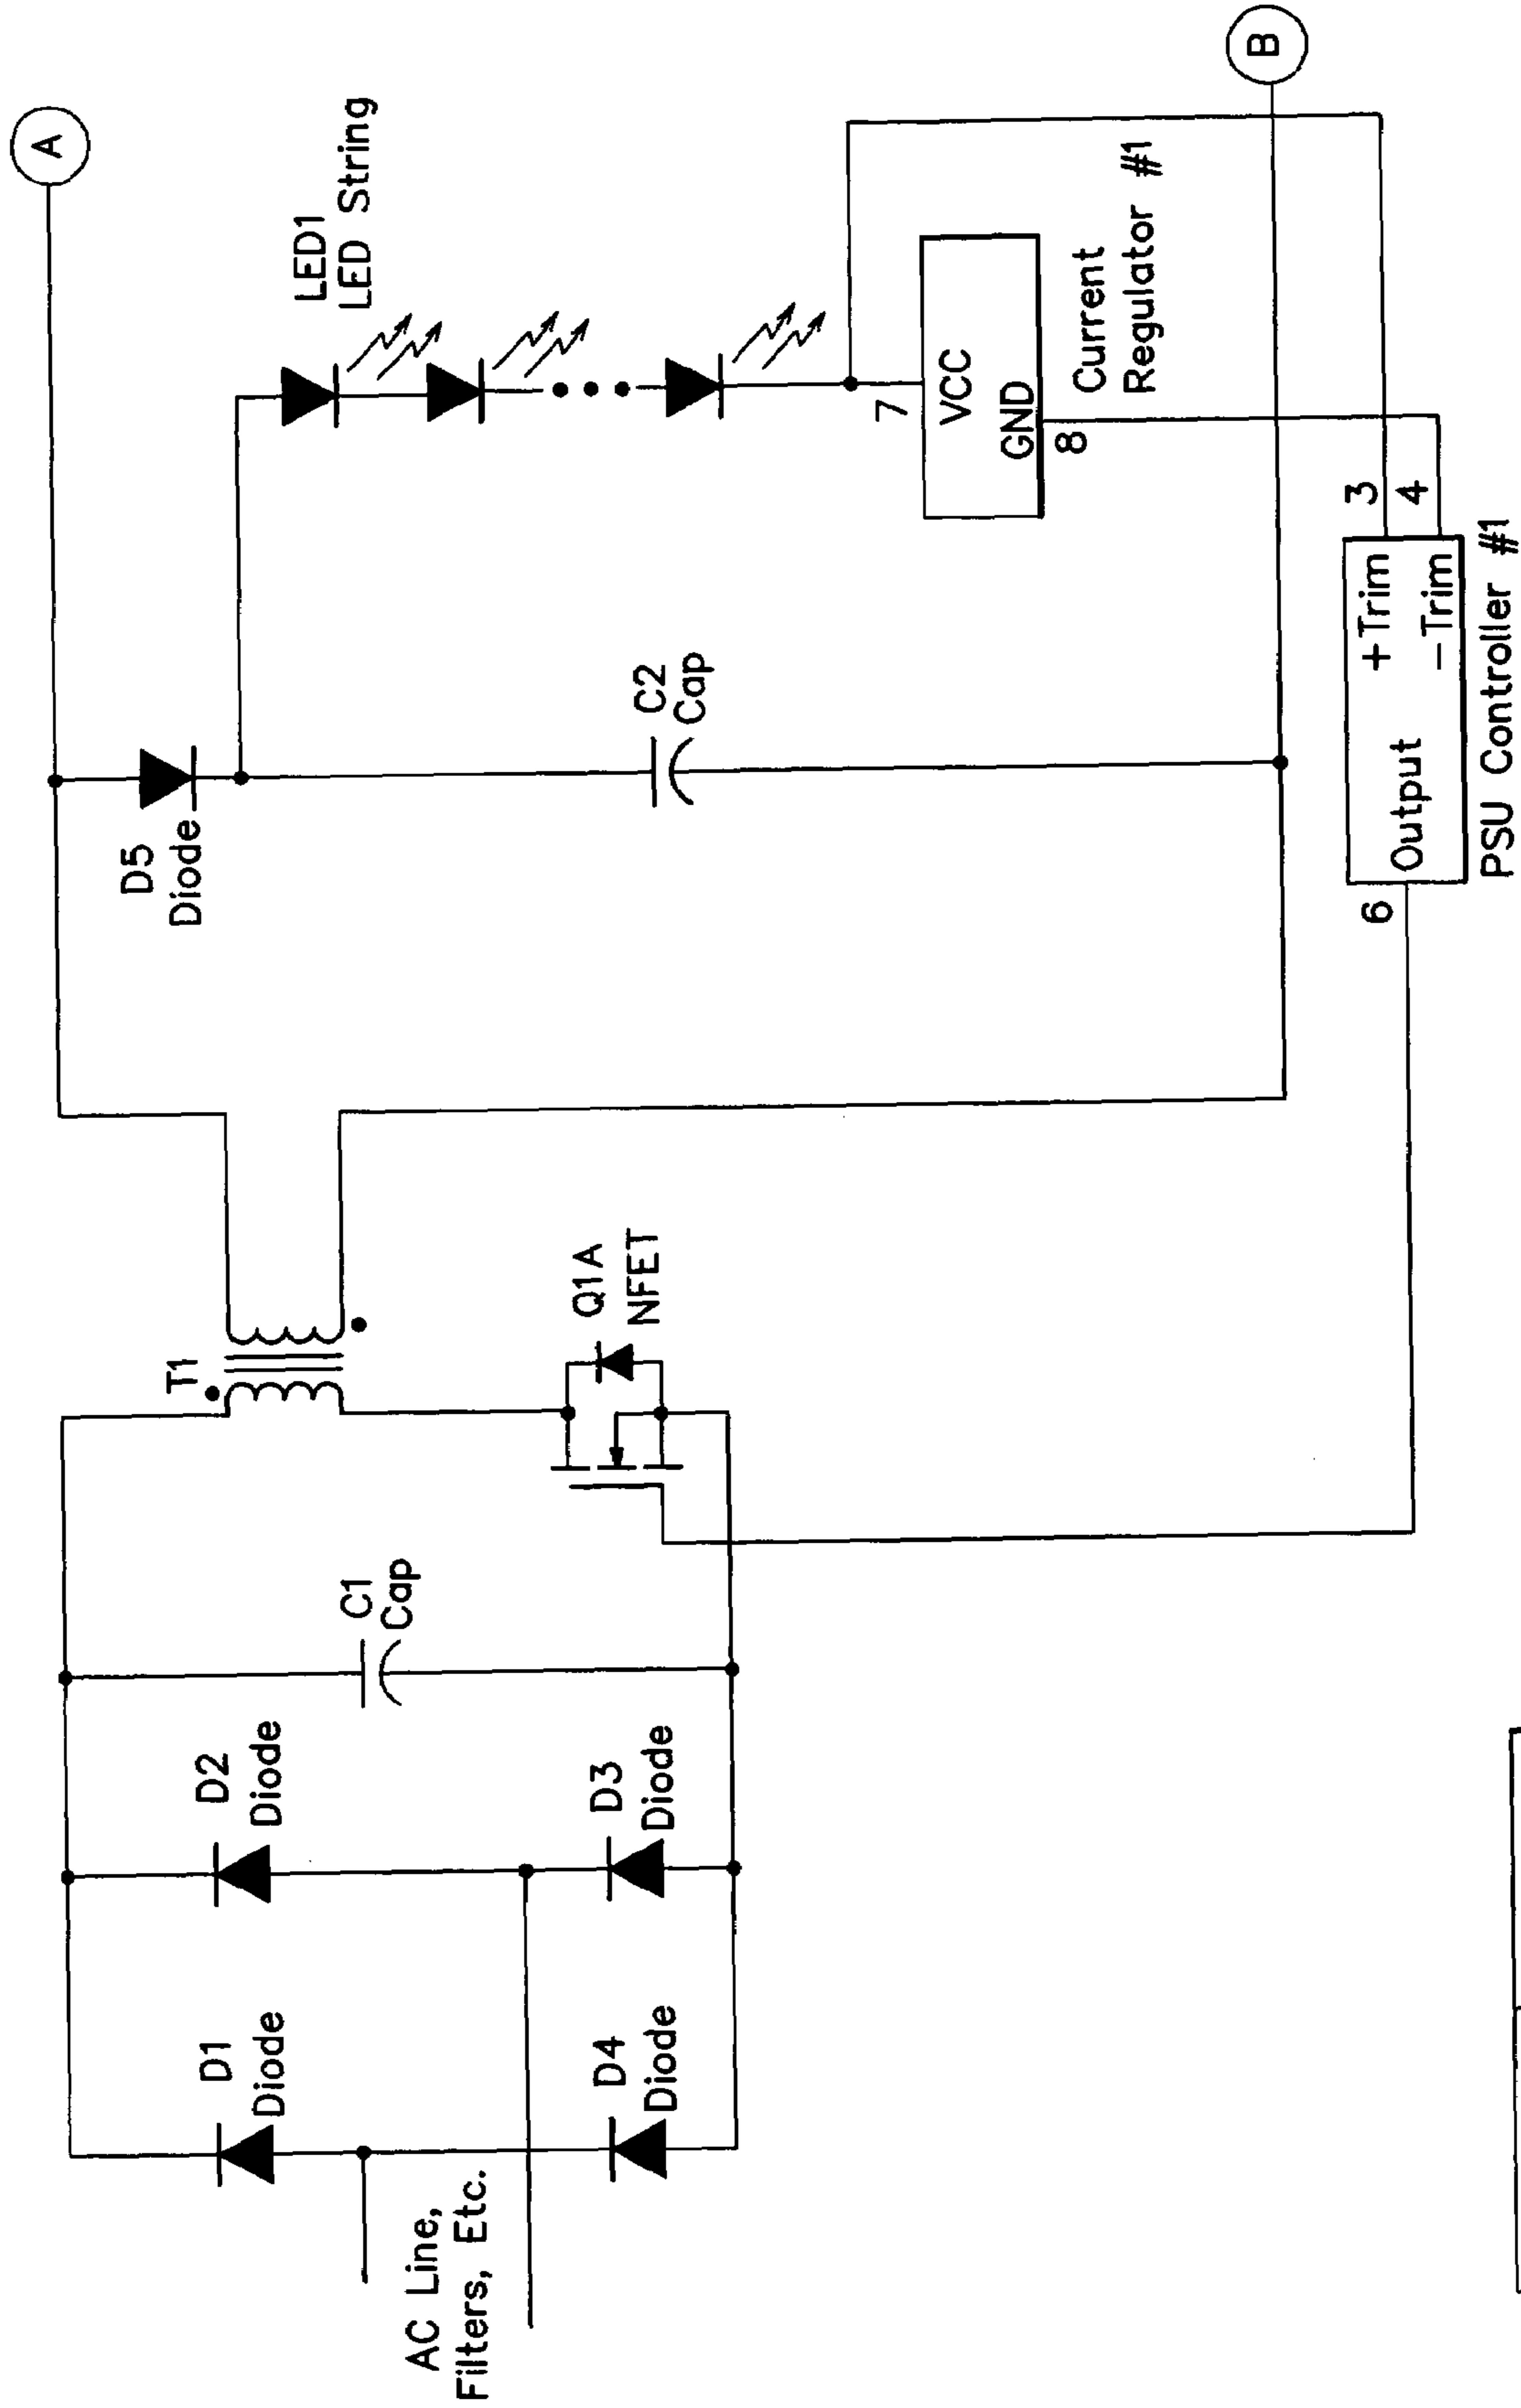 A
LED1
LED String
D5
Diode
T1
D2
Diode
D1
Diode
C1
Cap
C2
Cap
Q1A
NFET
7
VCC
GND
8
Current
Regulator #1
B
AC Line,
Filters, Etc.
D3
Diode
D4
Diode
3
+Trim
4
−Trim
Output
6
PSU Controller #1